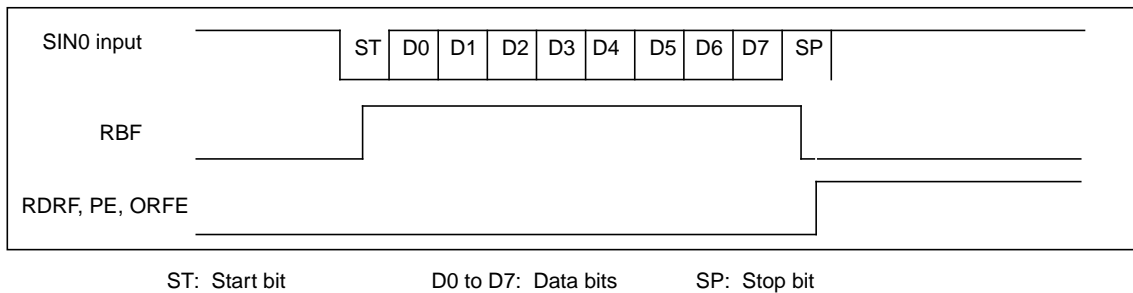 SIN0 input ST D0 D1 D2 D3 D4 D5 D6 D7 SP
RBF
RDRF, PE, ORFE
ST: Start bit D0 to D7: Data bits SP: Stop bit